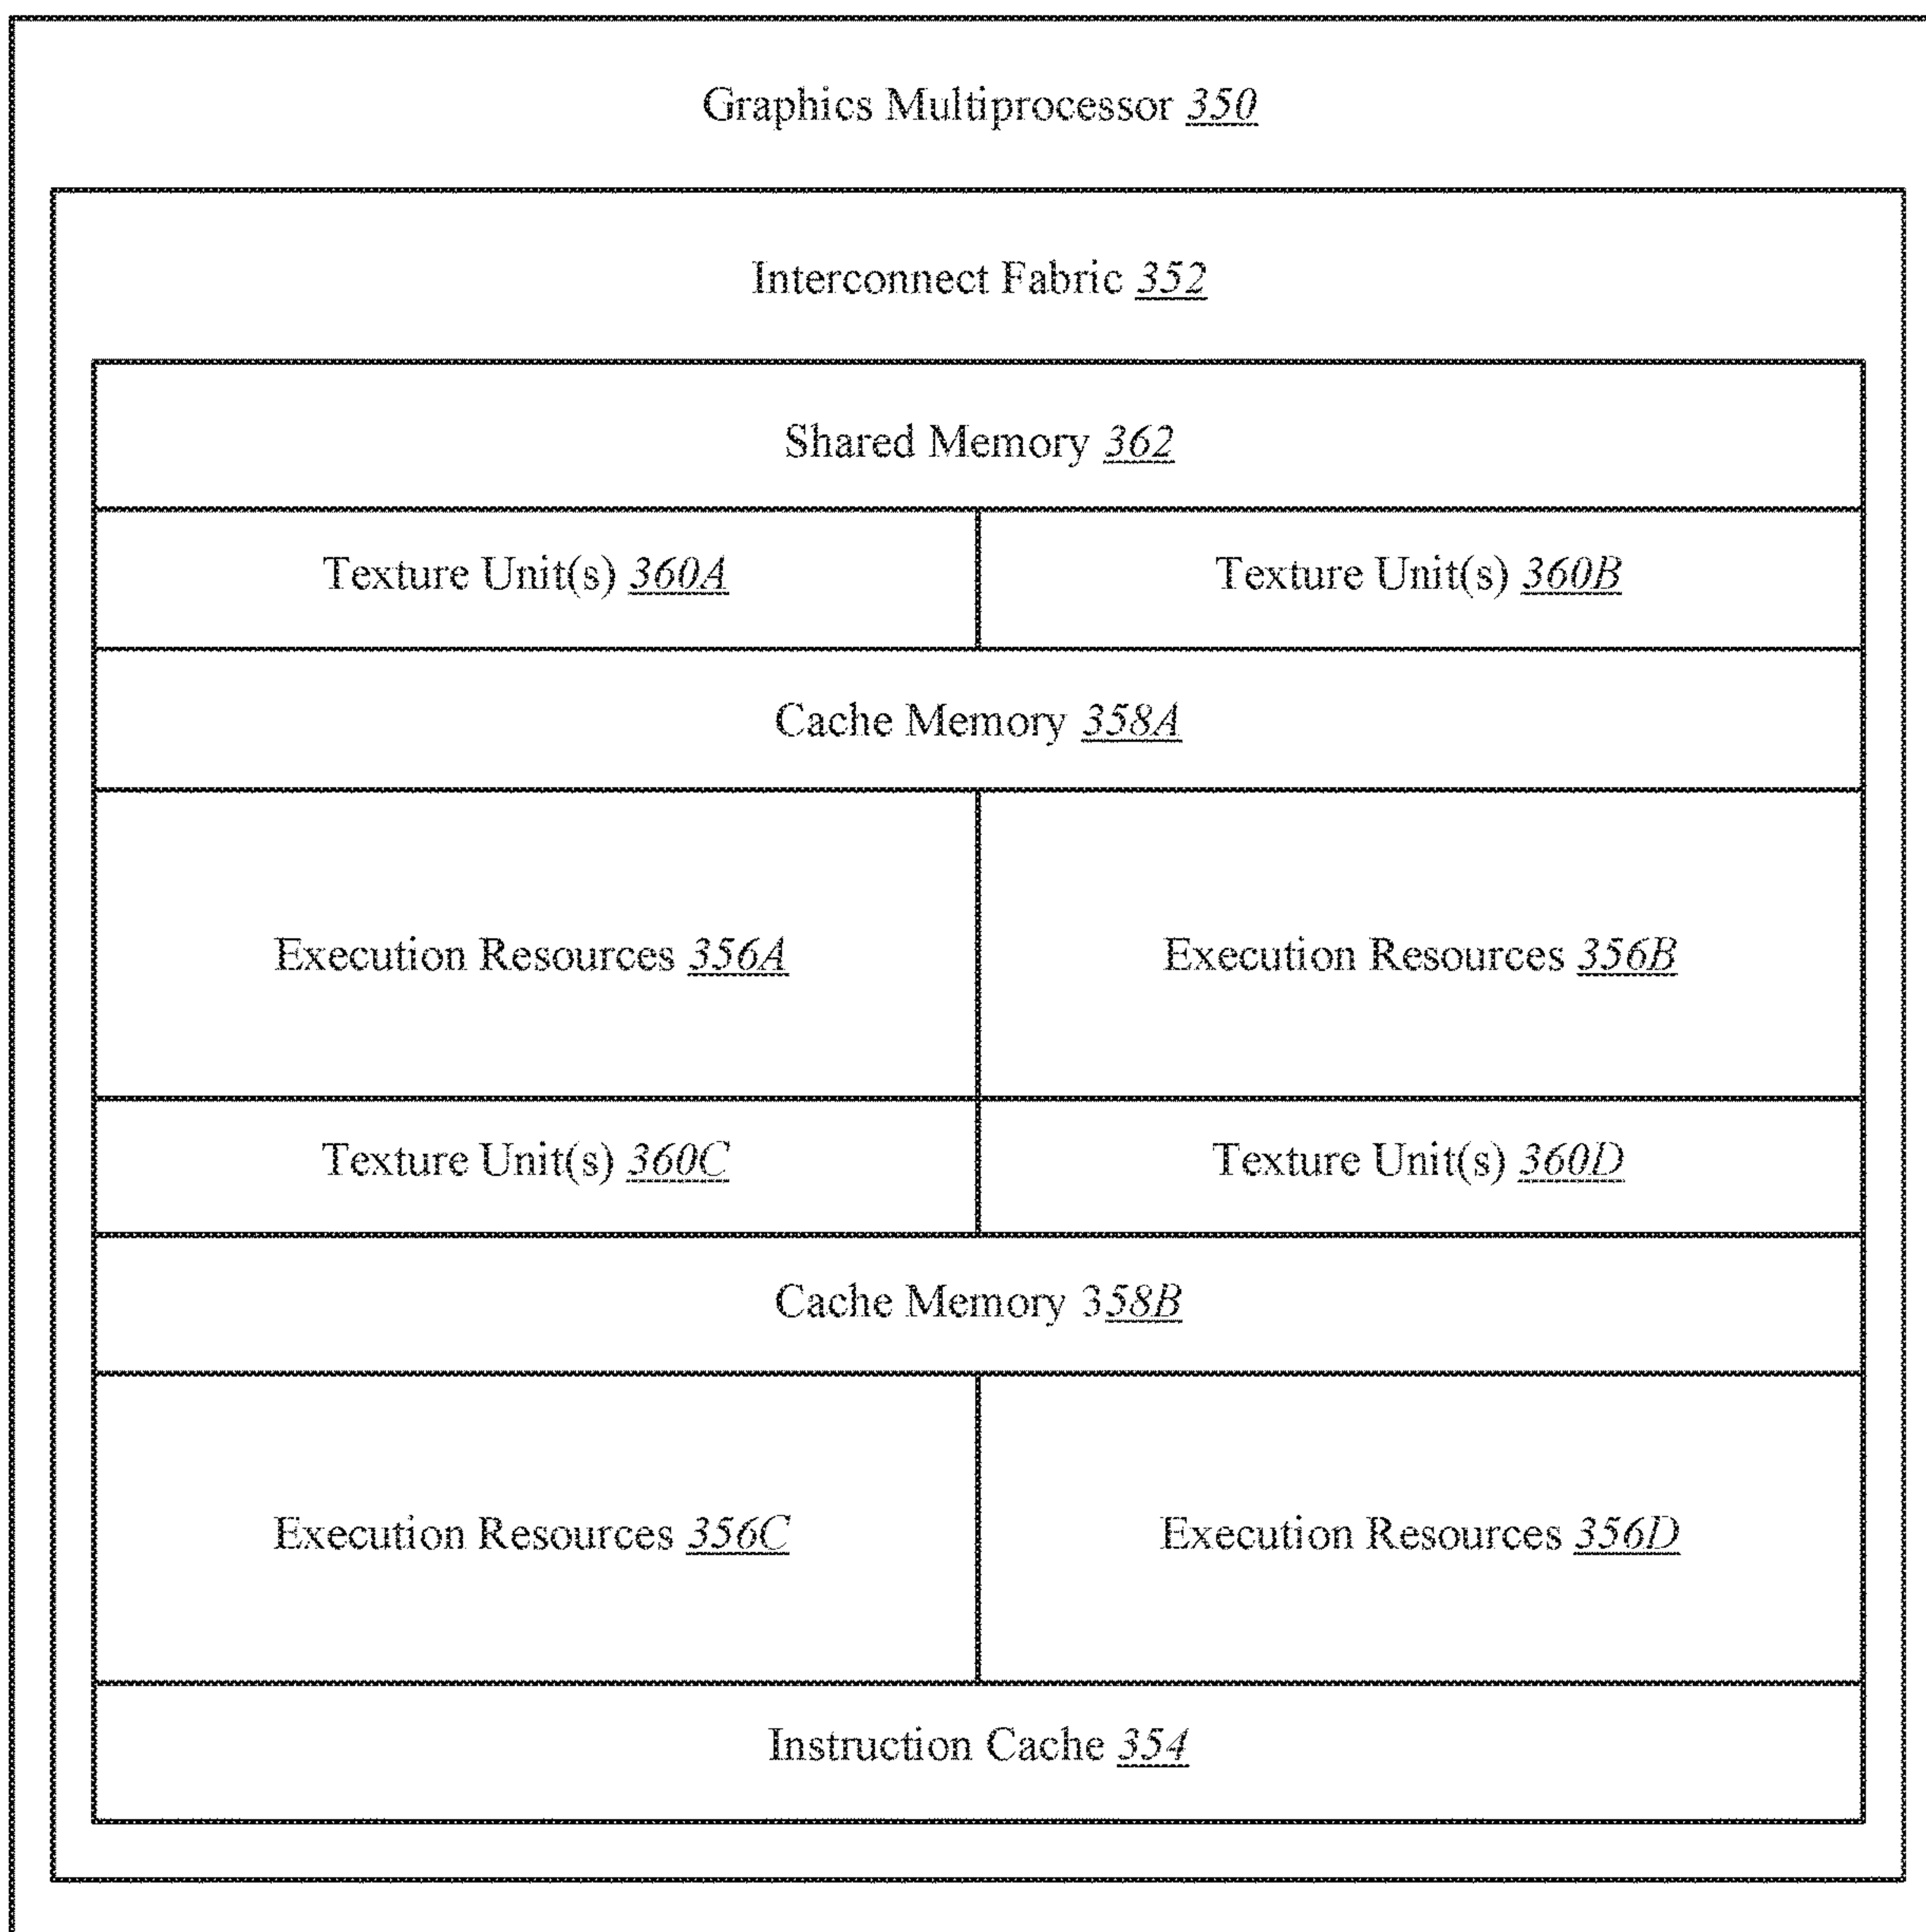 Graphics Multiprocessor 350
Interconnect Fabric 352
Shared Memory 362
Texture Unit(s) 360A
Texture Unit(s) 360B
Cache Memory 358A
Execution Resources 356A
Execution Resources 356B
Texture Unit(s) 360C
Texture Unit(s) 360D
Cache Memory 358B
Execution Resources 356C
Execution Resources 356D
Instruction Cache 354